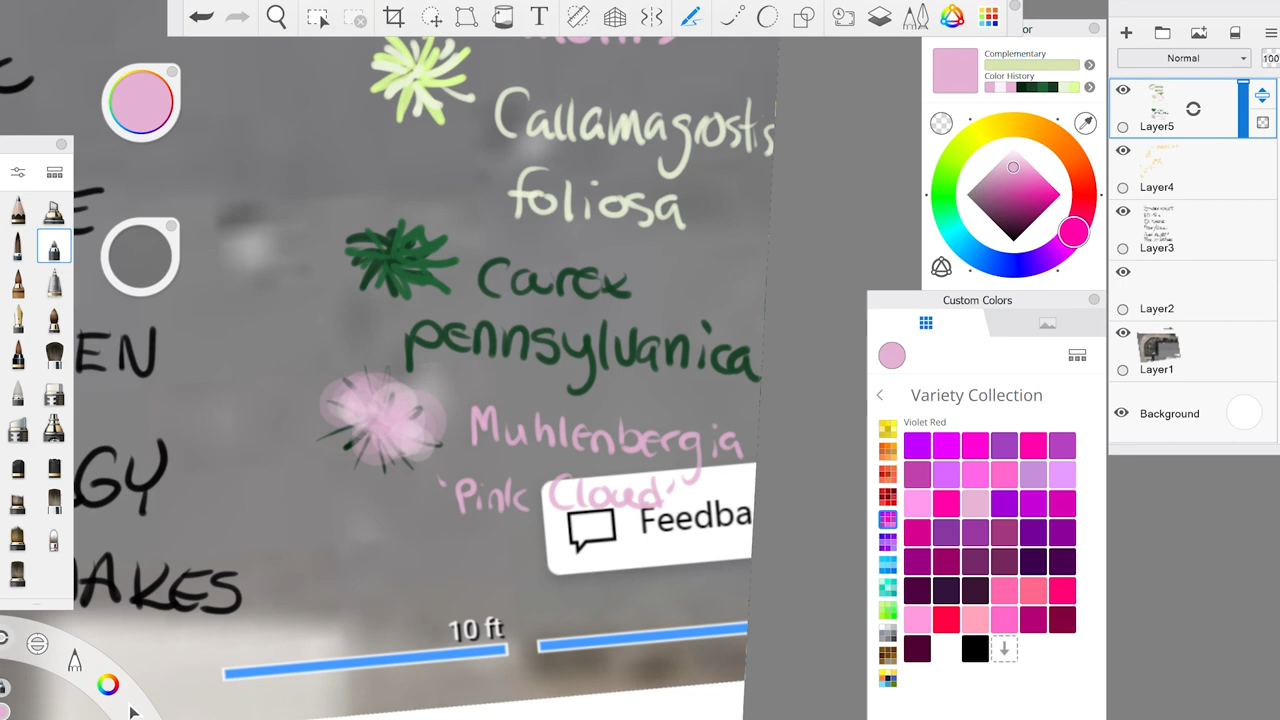 or
Complementary
Color History
Normal
100
Layer5
Layer4
Layer3
Layer2
Layer1
Background
Custom Colors
Variety Collection
Violet Red
Callamagrostis
foliosa
Carex
pennsylvanica
Muhlenbergia
'Pink Cloud'
Feedba
10 ft
EN
GY
AKES